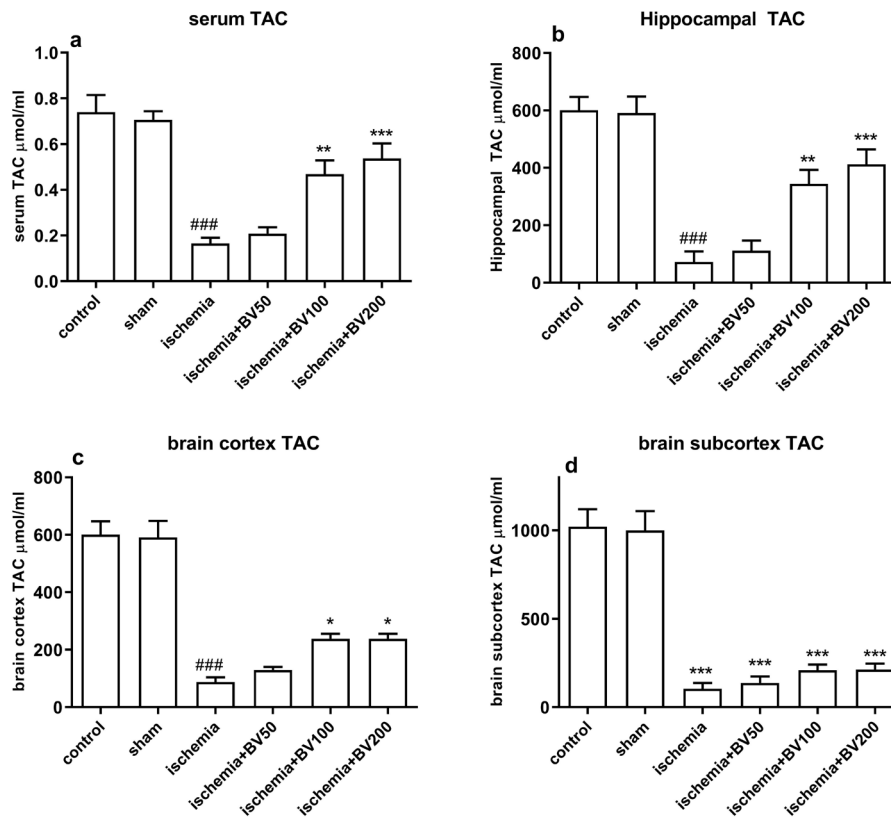 serum TAC
a
serum TAC μmol/ml
1.0
0.8
0.6
0.4
0.2
0.0
###
**
***
control
sham
ischemia
ischemia+BV50
ischemia+BV100
ischemia+BV200
Hippocampal TAC
b
Hippocampal TAC μmol/ml
800
600
400
200
0
###
**
***
control
sham
ischemia
ischemia+BV50
ischemia+BV100
ischemia+BV200
brain cortex TAC
c
brain cortex TAC μmol/ml
800
600
400
200
0
###
*
*
control
sham
ischemia
ischemia+BV50
ischemia+BV100
ischemia+BV200
brain subcortex TAC
d
brain subcortex TAC μmol/ml
1000
500
0
***
***
***
***
control
sham
ischemia
ischemia+BV50
ischemia+BV100
ischemia+BV200